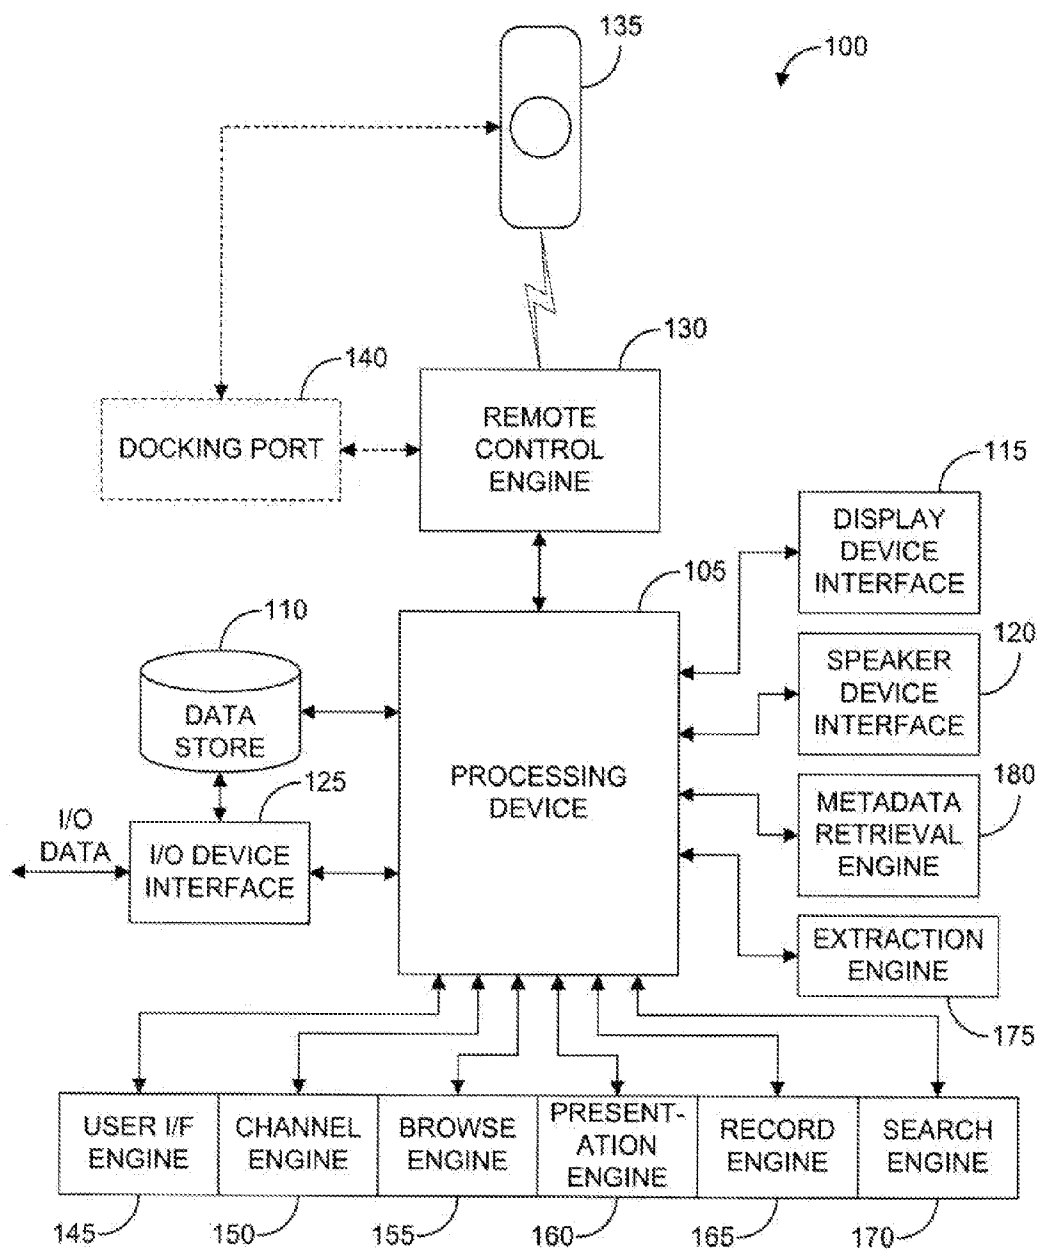 135
100
140
130
DOCKING PORT
REMOTE
CONTROL
ENGINE
115
DISPLAY
DEVICE
INTERFACE
105
110
120
SPEAKER
DEVICE
INTERFACE
DATA
STORE
PROCESSING
DEVICE
125
180
METADATA
RETRIEVAL
ENGINE
I/O
DATA
I/O DEVICE
INTERFACE
EXTRACTION
ENGINE
175
USER I/F
ENGINE
CHANNEL
ENGINE
BROWSE
ENGINE
PRESENT-
ATION
ENGINE
RECORD
ENGINE
SEARCH
ENGINE
145
150
155
160
165
170